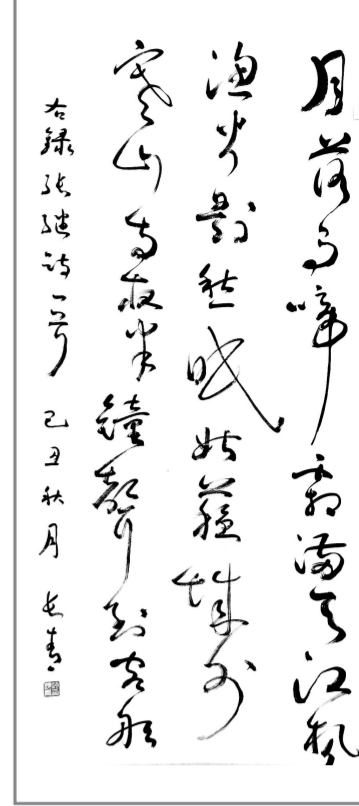 月落烏啼霜滿天江楓
漁火對愁眠姑蘇城外
寒山寺夜半鐘聲到客船
右錄張繼詩一首 己丑秋月 長青